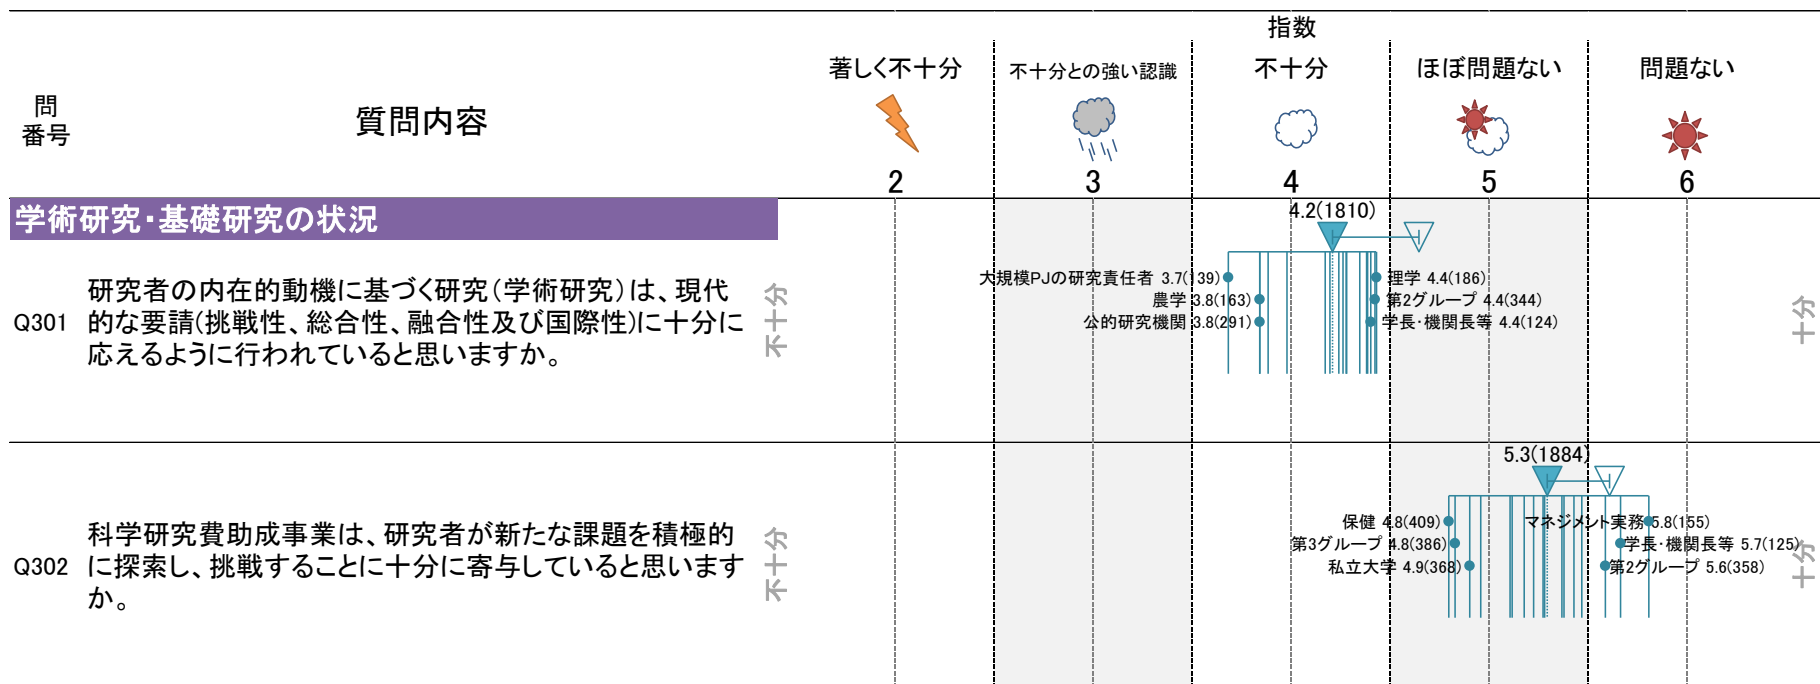 指数
著しく不十分
不十分との強い認識
不十分
ほぼ問題ない
問題ない
問
番号
質問内容
2
3
4
5
6
学術研究・基礎研究の状況
4.2(1810)
Q301
研究者の内在的動機に基づく研究(学術研究)は、現代
的な要請(挑戦性、総合性、融合性及び国際性)に十分に
応えるように行われていると思いますか。
不十分
大規模PJの研究責任者 3.7(139)
農学 3.8(163)
公的研究機関 3.8(291)
理学 4.4(186)
第2グループ 4.4(344)
学長・機関長等 4.4(124)
十分
5.3(1884)
Q302
科学研究費助成事業は、研究者が新たな課題を積極的
に探索し、挑戦することに十分に寄与していると思います
か。
不十分
保健 4.8(409)
第3グループ 4.8(386)
私立大学 4.9(368)
マネジメント実務 5.8(155)
学長・機関長等 5.7(125)
第2グループ 5.6(358)
十分